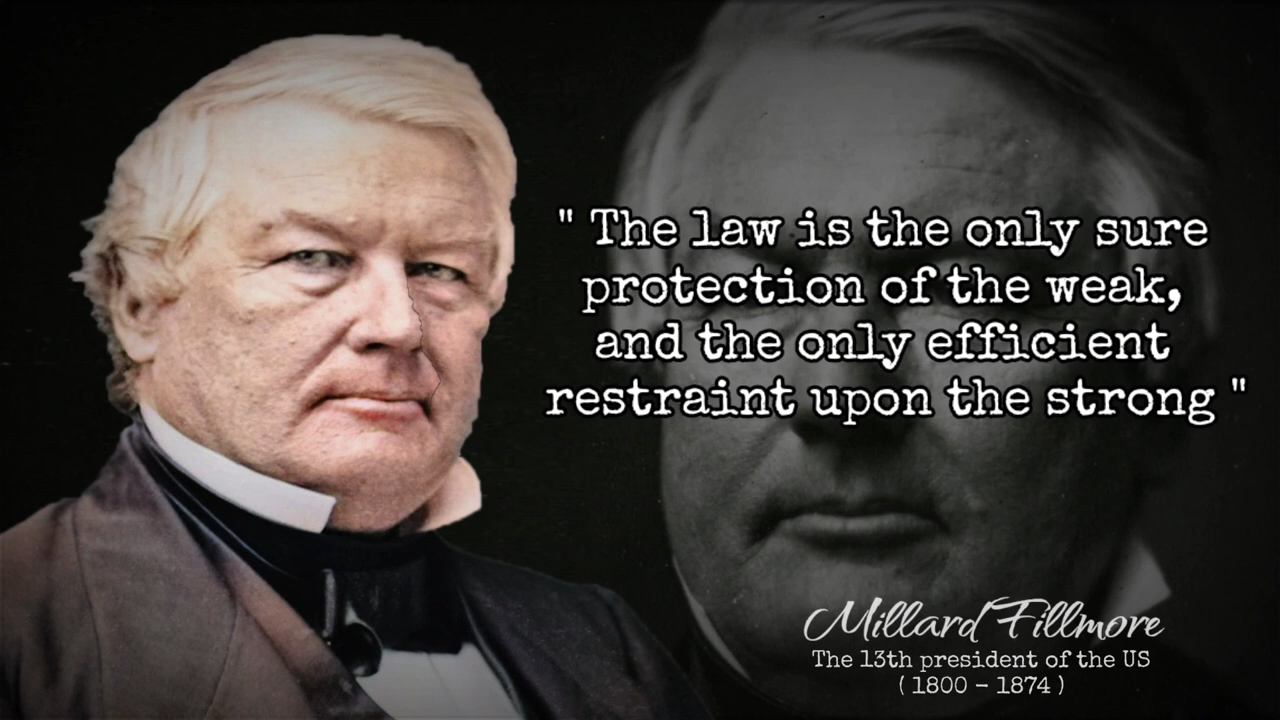 " The law is the only sure
protection of the weak,
and the only efficient
restraint upon the strong "
Millard Fillmore
The 13th president of the US
( 1800 - 1874 )